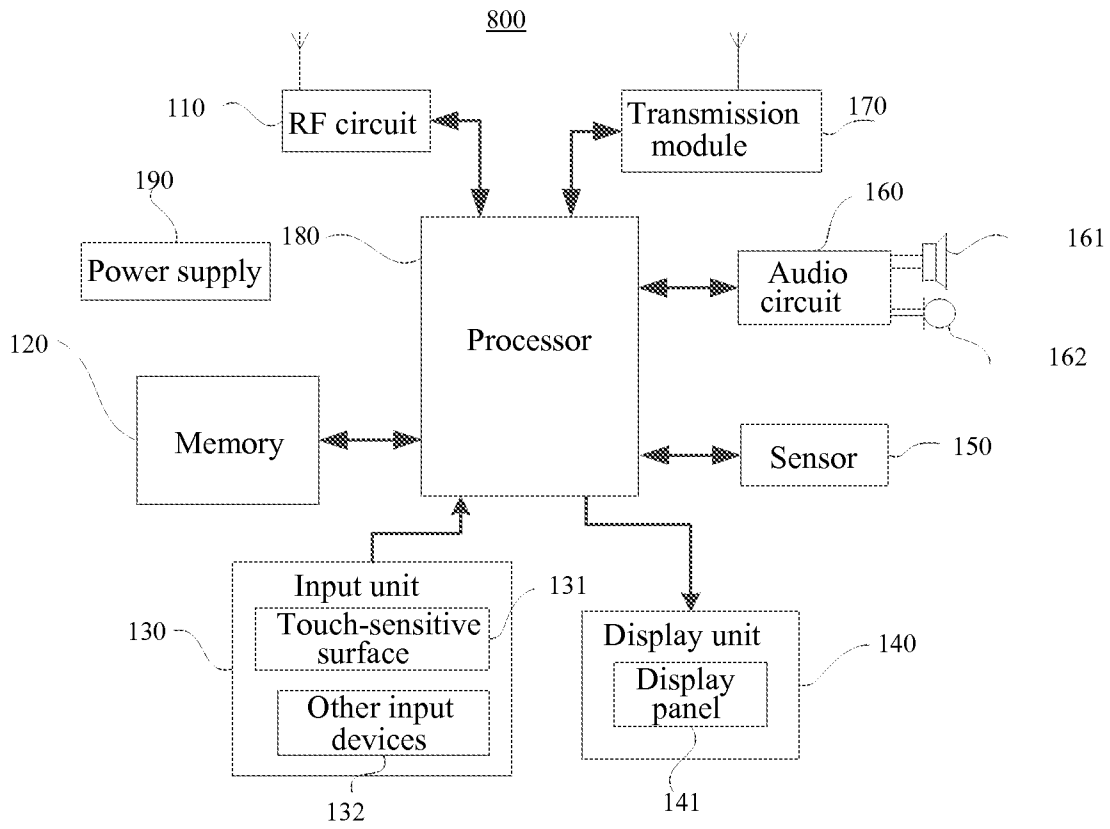 800
110
RF circuit
Transmission
module
170
190
Power supply
180
Processor
160
Audio
circuit
161
162
120
Memory
Sensor
150
Input unit
131
Touch-sensitive
surface
130
Other input
devices
132
Display unit
140
Display
panel
141